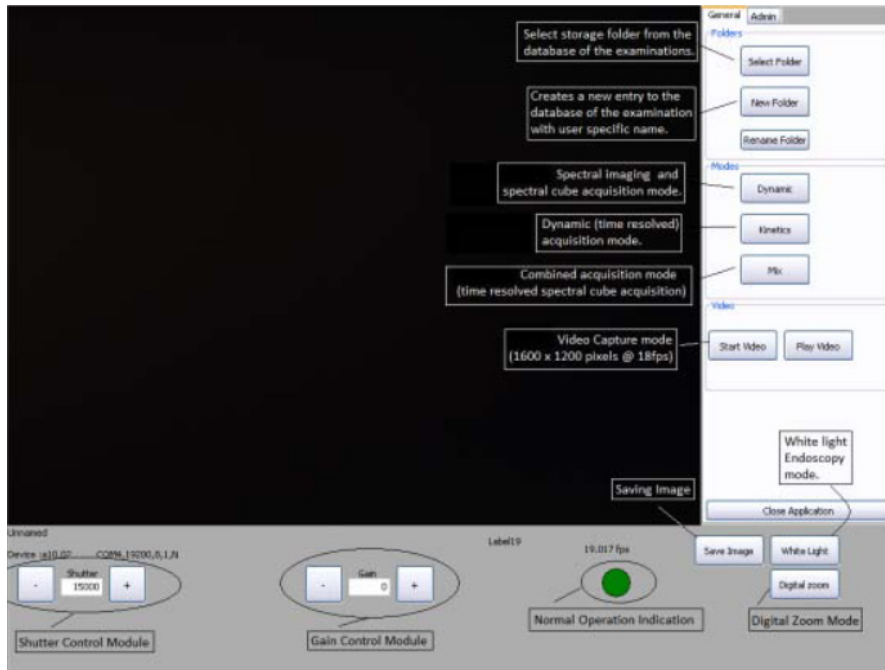 General Admin
Folders
Select storage folder from the
database of the examinations.
Select Folder
Creates a new entry to the
database of the examination
with user specific name.
New Folder
Rename Folder
Modes
Spectral imaging and
spectral cube acquisition mode.
Dynamic
Dynamic (time resolved)
acquisition mode.
Kinetics
Combined acquisition mode
(time resolved spectral cube acquisition)
Mix
Video
Video Capture mode
(1600 x 1200 pixels @ 18fps)
Start Video Play Video
White light
Endoscopy
mode.
Saving Image
Close Application
Unnamed
Label19
19.017 fps
Save Image White Light
Device
Shutter
- 15000 +
Gain
- 0 +
Digital zoom
Shutter Control Module
Gain Control Module
Normal Operation Indication
Digital Zoom Mode